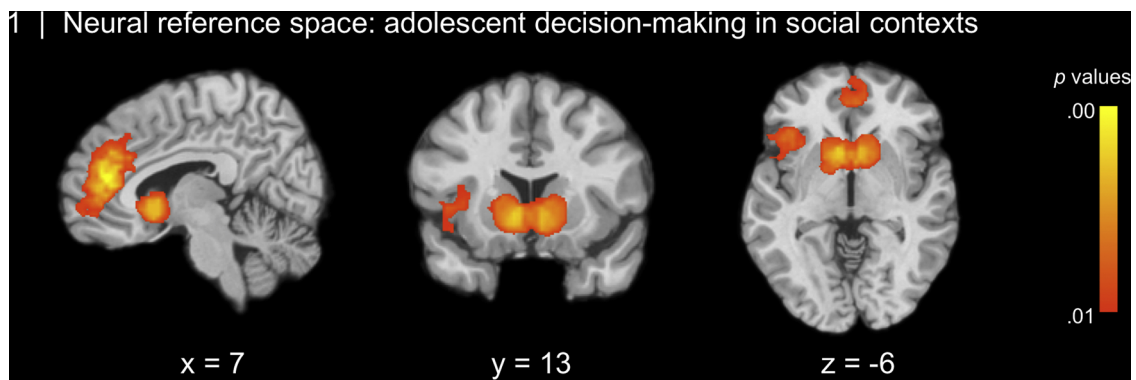 1 | Neural reference space: adolescent decision-making in social contexts
p values
.00
.01
x = 7
y = 13
z = -6